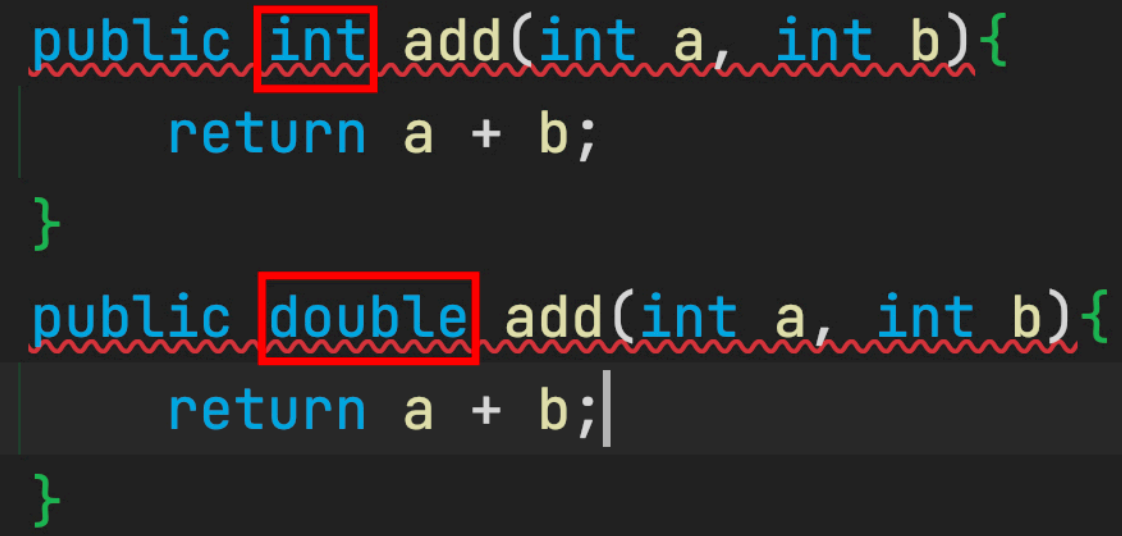 public int add(int a, int b){
return a + b;
}
public double add(int a, int b){
return a + b;
}